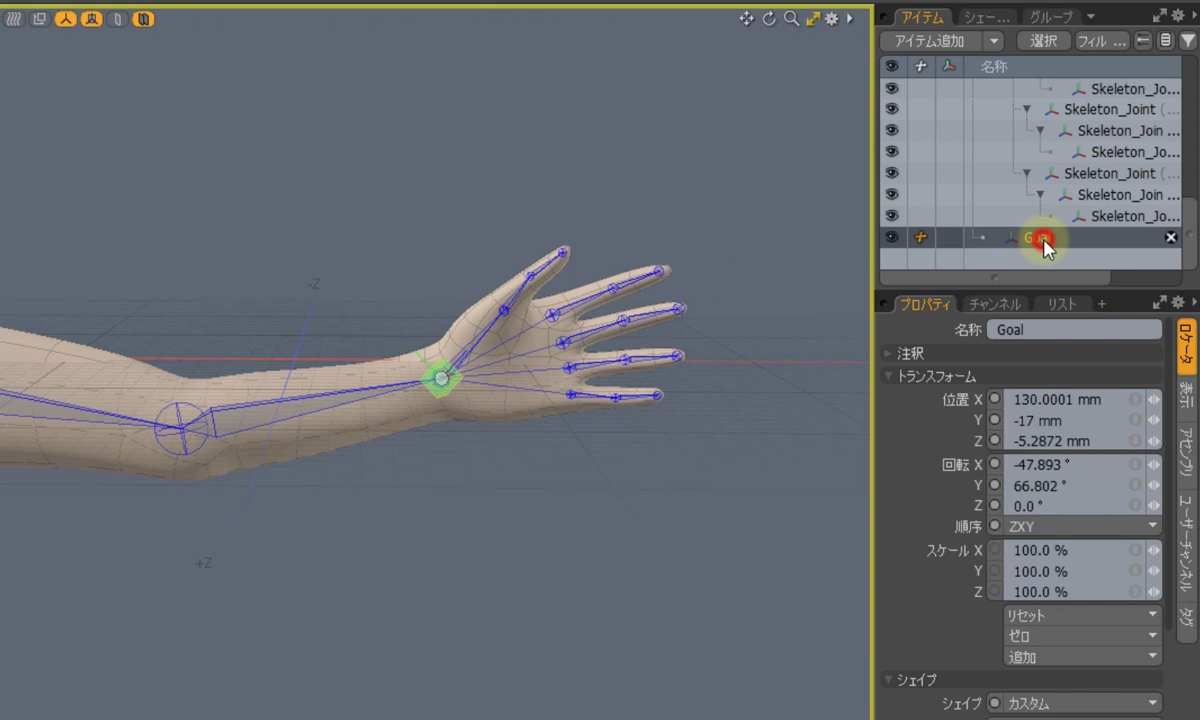 アイテム シェー... グループ
アイテム追加 選択 フィル ...
名称
Skeleton_Jo...
Skeleton_Joint (...
Skeleton_Join ...
Skeleton_Jo...
Skeleton_Joint (...
Skeleton_Join ...
Skeleton_Jo...
-Z
+Z
プロパティ チャンネル リスト +
名称 Goal
注釈
トランスフォーム
位置 X 130.0001 mm
Y -17 mm
Z -5.2872 mm
回転 X -47.893 °
Y 66.802 °
Z 0.0 °
順序 ZXY
スケール X 100.0 %
Y 100.0 %
Z 100.0 %
リセット
ゼロ
追加
シェイプ
シェイプ カスタム
ロケータ
表示
アセンブリ
ユーザーチャンネル
タグ